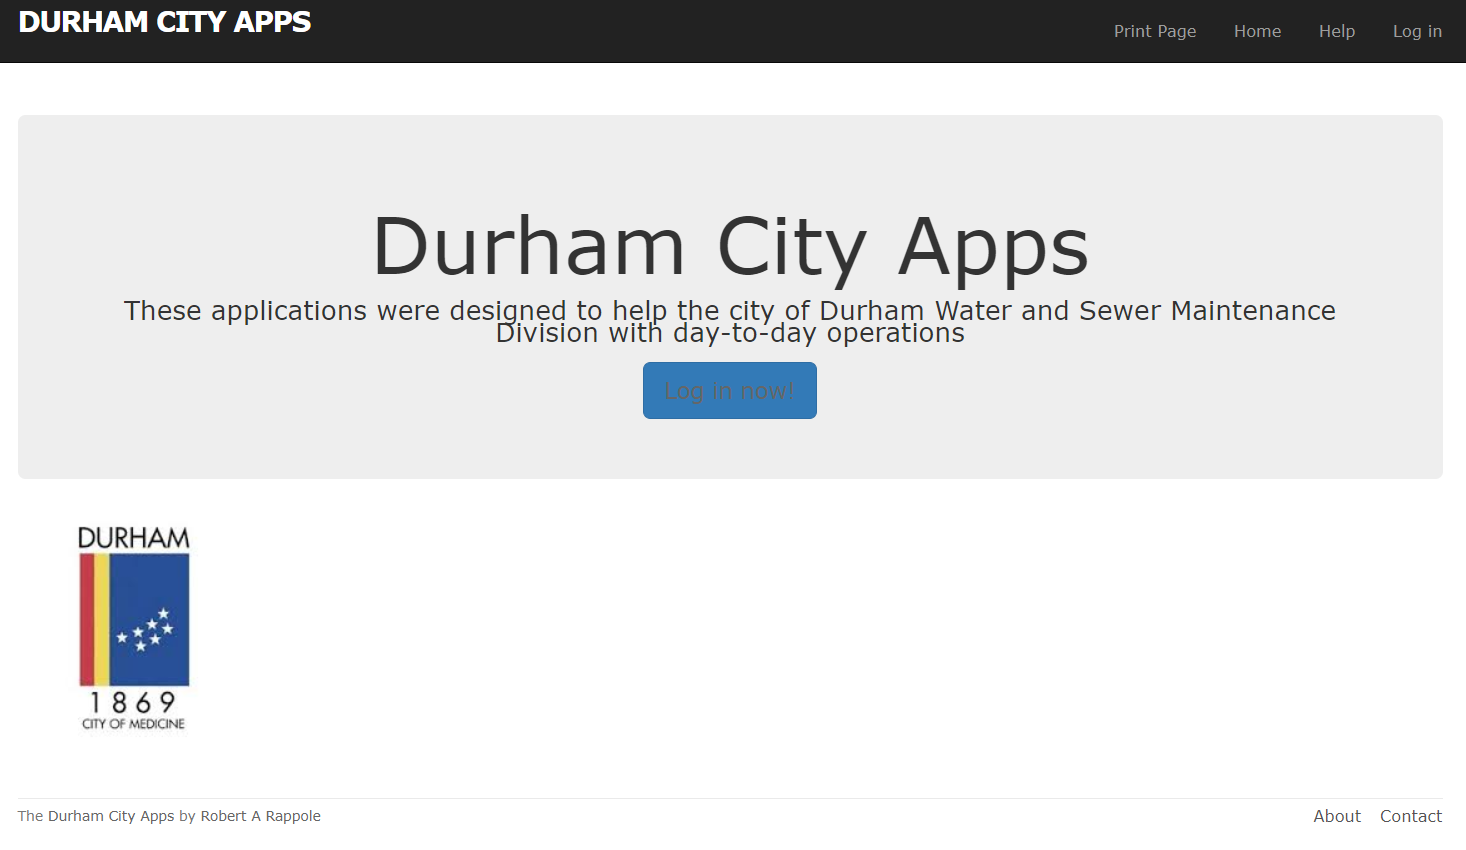 DURHAM CITY APPS
Print Page Home Help Log in
Durham City Apps
These applications were designed to help the city of Durham Water and Sewer Maintenance
Division with day-to-day operations
Log in now!
DURHAM
1869
CITY OF MEDICINE
The Durham City Apps by Robert A Rappole
About Contact